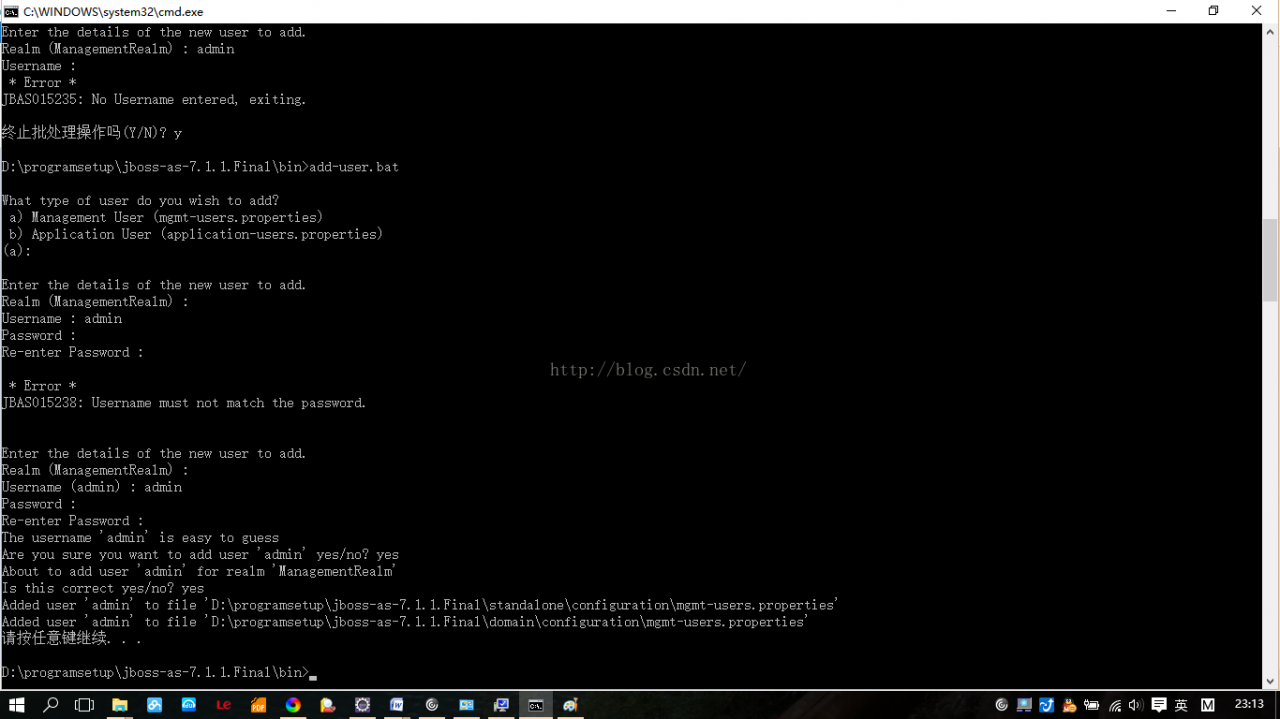 C:\WINDOWS\system32\cmd.exe
Enter the details of the new user to add.
Realm (ManagementRealm) : admin
Username :
 * Error *
JBAS015235: No Username entered, exiting.
终止批处理操作吗(Y/N)? y
D:\programsetup\jboss-as-7.1.1.Final\bin>add-user.bat
What type of user do you wish to add?
 a) Management User (mgmt-users.properties)
 b) Application User (application-users.properties)
(a):
Enter the details of the new user to add.
Realm (ManagementRealm) :
Username : admin
Password :
Re-enter Password :
http://blog.csdn.net/
 * Error *
JBAS015238: Username must not match the password.
Enter the details of the new user to add.
Realm (ManagementRealm) :
Username (admin) : admin
Password :
Re-enter Password :
The username 'admin' is easy to guess
Are you sure you want to add user 'admin' yes/no? yes
About to add user 'admin' for realm 'ManagementRealm'
Is this correct yes/no? yes
Added user 'admin' to file 'D:\programsetup\jboss-as-7.1.1.Final\standalone\configuration\mgmt-users.properties'
Added user 'admin' to file 'D:\programsetup\jboss-as-7.1.1.Final\domain\configuration\mgmt-users.properties'
请按任意键继续. . .
D:\programsetup\jboss-as-7.1.1.Final\bin>
Le PDF W C:\. 英 M 23:13